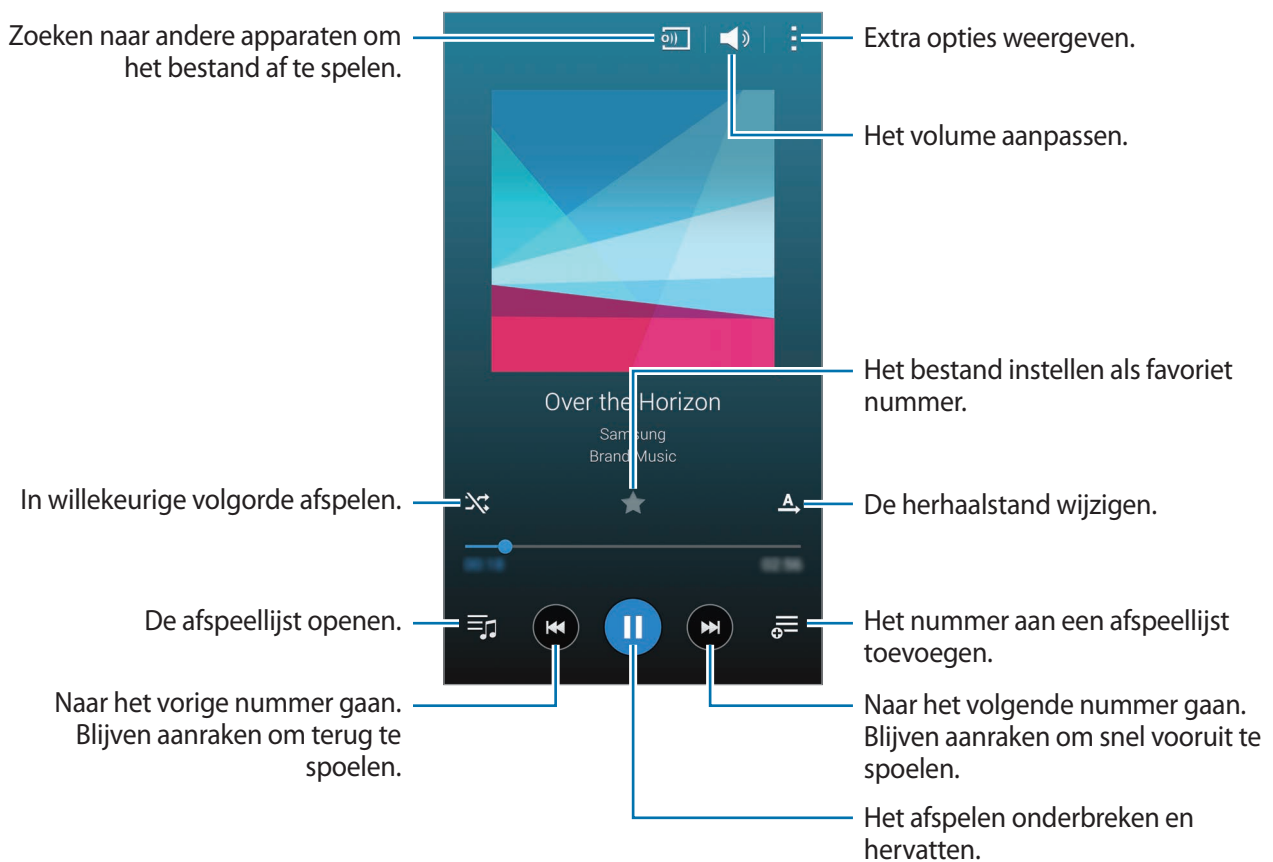 Zoeken naar andere apparaten om
het bestand af te spelen.
Extra opties weergeven.
Het volume aanpassen.
Het bestand instellen als favoriet
nummer.
Over the Horizon
Samsung
Brand Music
In willekeurige volgorde afspelen.
A
De herhaalstand wijzigen.
De afspeellijst openen.
Het nummer aan een afspeellijst
toevoegen.
Naar het vorige nummer gaan.
Blijven aanraken om terug te
spoelen.
Naar het volgende nummer gaan.
Blijven aanraken om snel vooruit te
spoelen.
Het afspelen onderbreken en
hervatten.